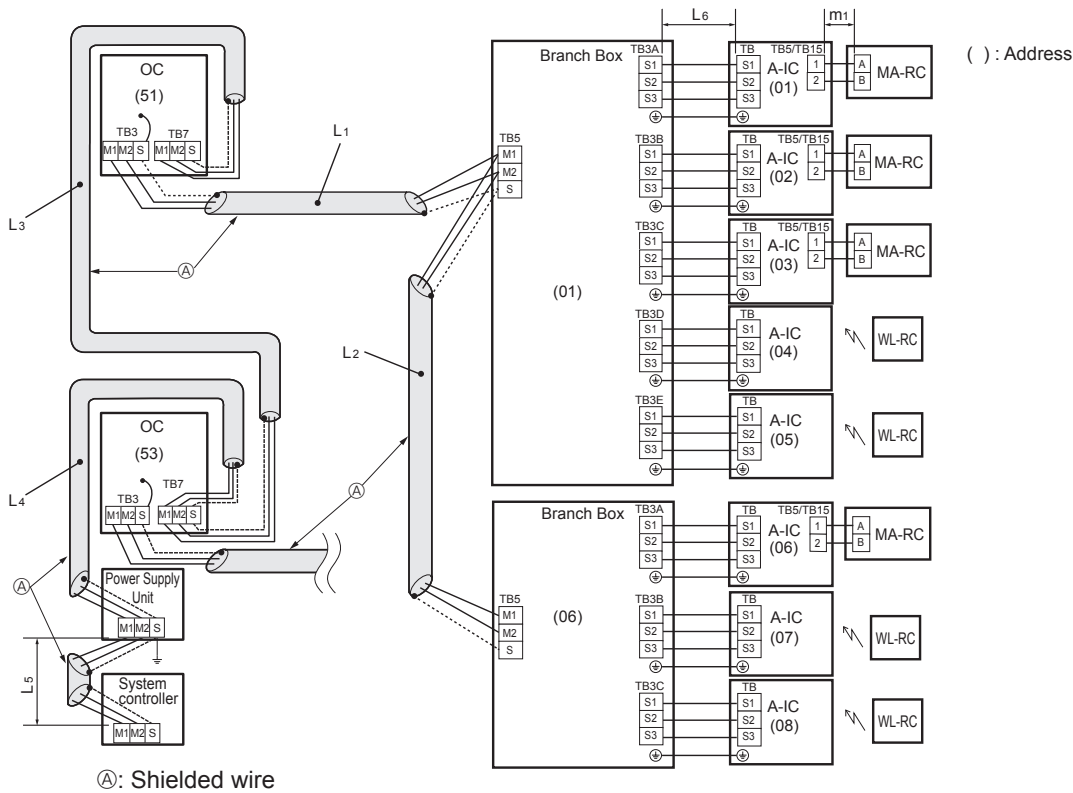 L6
m1
( ) : Address
Branch Box
TB3A
S1
S2
S3
TB
S1
S2
S3
A-IC
(01)
TB5/TB15
1
2
A
B
MA-RC
TB3B
S1
S2
S3
TB
S1
S2
S3
A-IC
(02)
TB5/TB15
1
2
A
B
MA-RC
TB3C
S1
S2
S3
TB
S1
S2
S3
A-IC
(03)
TB5/TB15
1
2
A
B
MA-RC
(01)
TB3D
S1
S2
S3
TB
S1
S2
S3
A-IC
(04)
WL-RC
TB3E
S1
S2
S3
TB
S1
S2
S3
A-IC
(05)
WL-RC
TB5
M1
M2
S
OC
(51)
TB3
TB7
M1 M2 S
M1 M2 S
L1
L3
A
L2
A
OC
(53)
TB3
TB7
M1 M2 S
M1 M2 S
L4
A
Power Supply
Unit
M1 M2 S
L5
System
controller
M1 M2 S
Branch Box
TB3A
S1
S2
S3
TB
S1
S2
S3
A-IC
(06)
TB5/TB15
1
2
A
B
MA-RC
TB5
M1
M2
S
(06)
TB3B
S1
S2
S3
TB
S1
S2
S3
A-IC
(07)
WL-RC
TB3C
S1
S2
S3
TB
S1
S2
S3
A-IC
(08)
WL-RC
Ⓐ: Shielded wire